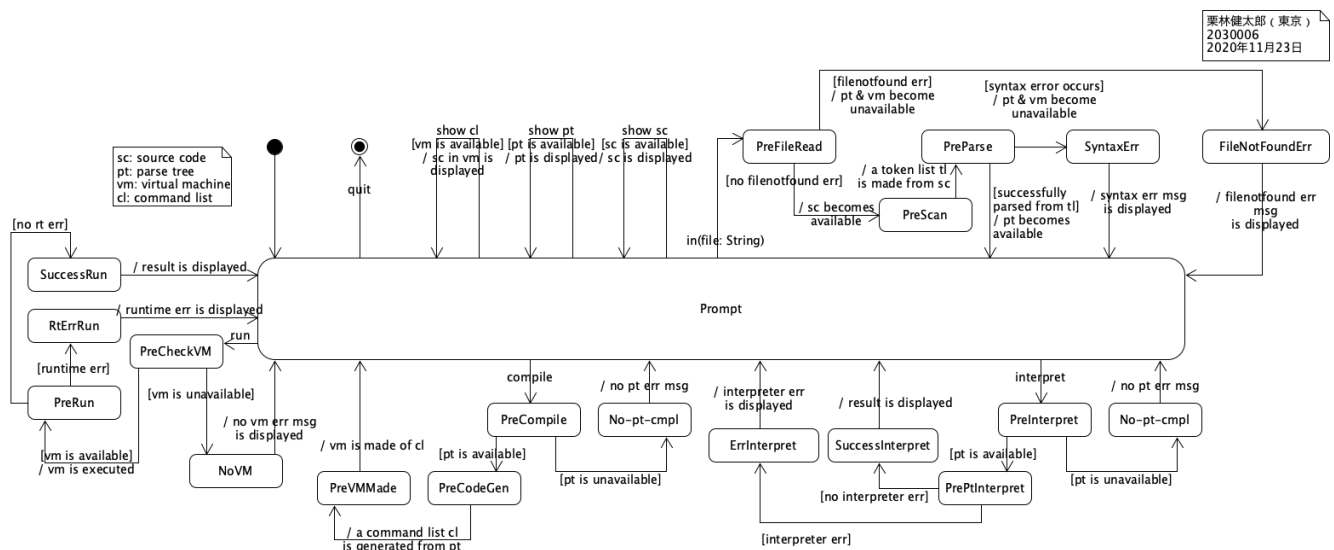 栗林健太郎（東京）
2030006
2020年11月23日
[filenotfound err]
/ pt & vm become
unavailable
[syntax error occurs]
/ pt & vm become
unavailable
sc: source code
pt: parse tree
vm: virtual machine
cl: command list
quit
show cl
[vm is available]
/ sc in vm is
displayed
show pt
[pt is available]
/ pt is displayed
show sc
[sc is available]
/ sc is displayed
in(file: String)
PreFileRead
[no filenotfound err]
/ sc becomes
available
PreScan
/ a token list tl
is made from sc
PreParse
[successfully
parsed from tl]
/ pt becomes
available
SyntaxErr
/ syntax err msg
is displayed
FileNotFoundErr
/ filenotfound err
msg
is displayed
[no rt err]
SuccessRun
/ result is displayed
RtErrRun
/ runtime err is displayed
Prompt
run
PreCheckVM
[runtime err]
PreRun
[vm is unavailable]
[vm is available]
/ vm is executed
NoVM
/ no vm err msg
is displayed
/ vm is made of cl
PreVMMade
/ a command list cl
is generated from pt
PreCodeGen
[pt is available]
compile
PreCompile
[pt is unavailable]
No-pt-cmpl
/ no pt err msg
/ interpreter err
is displayed
ErrInterpret
/ result is displayed
SuccessInterpret
[no interpreter err]
[interpreter err]
interpret
PreInterpret
[pt is available]
PrePtInterpret
[pt is unavailable]
No-pt-cmpl
/ no pt err msg